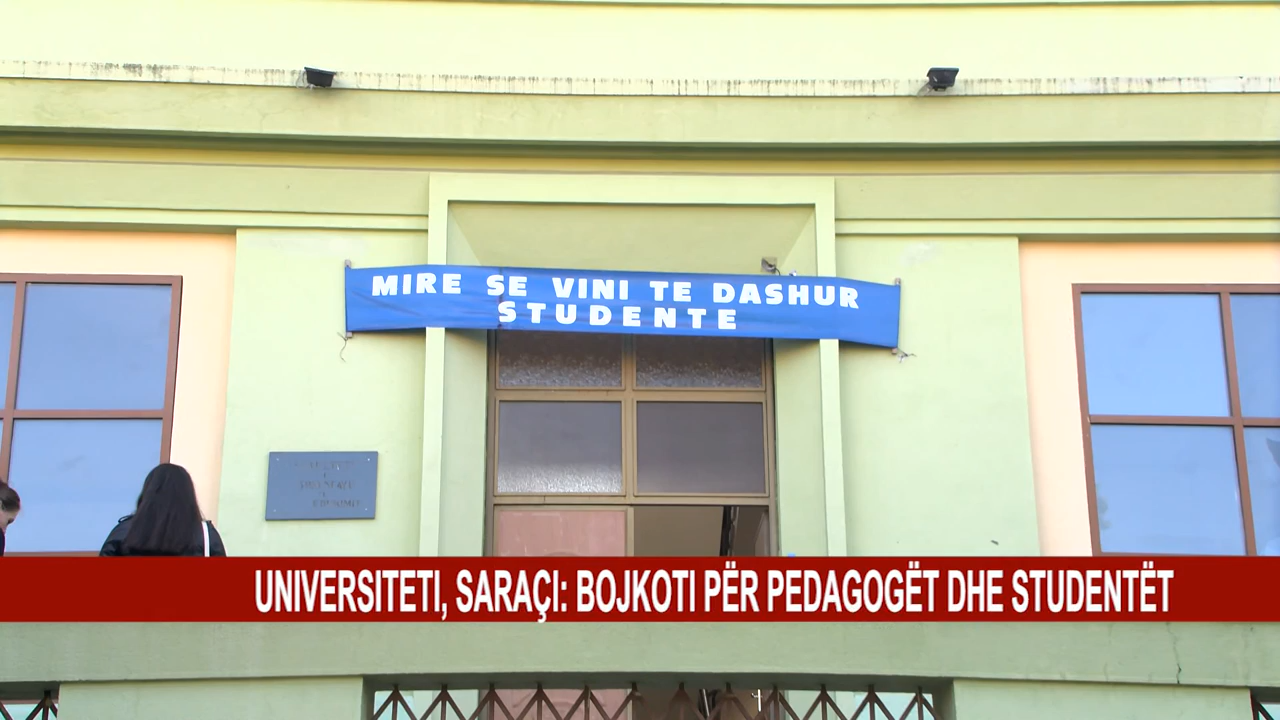 MIRE SE VINI TE DASHUR
STUDENTE
UNIVERSITETI, SARAÇI: BOJKOTI PËR PEDAGOGËT DHE STUDENTËT